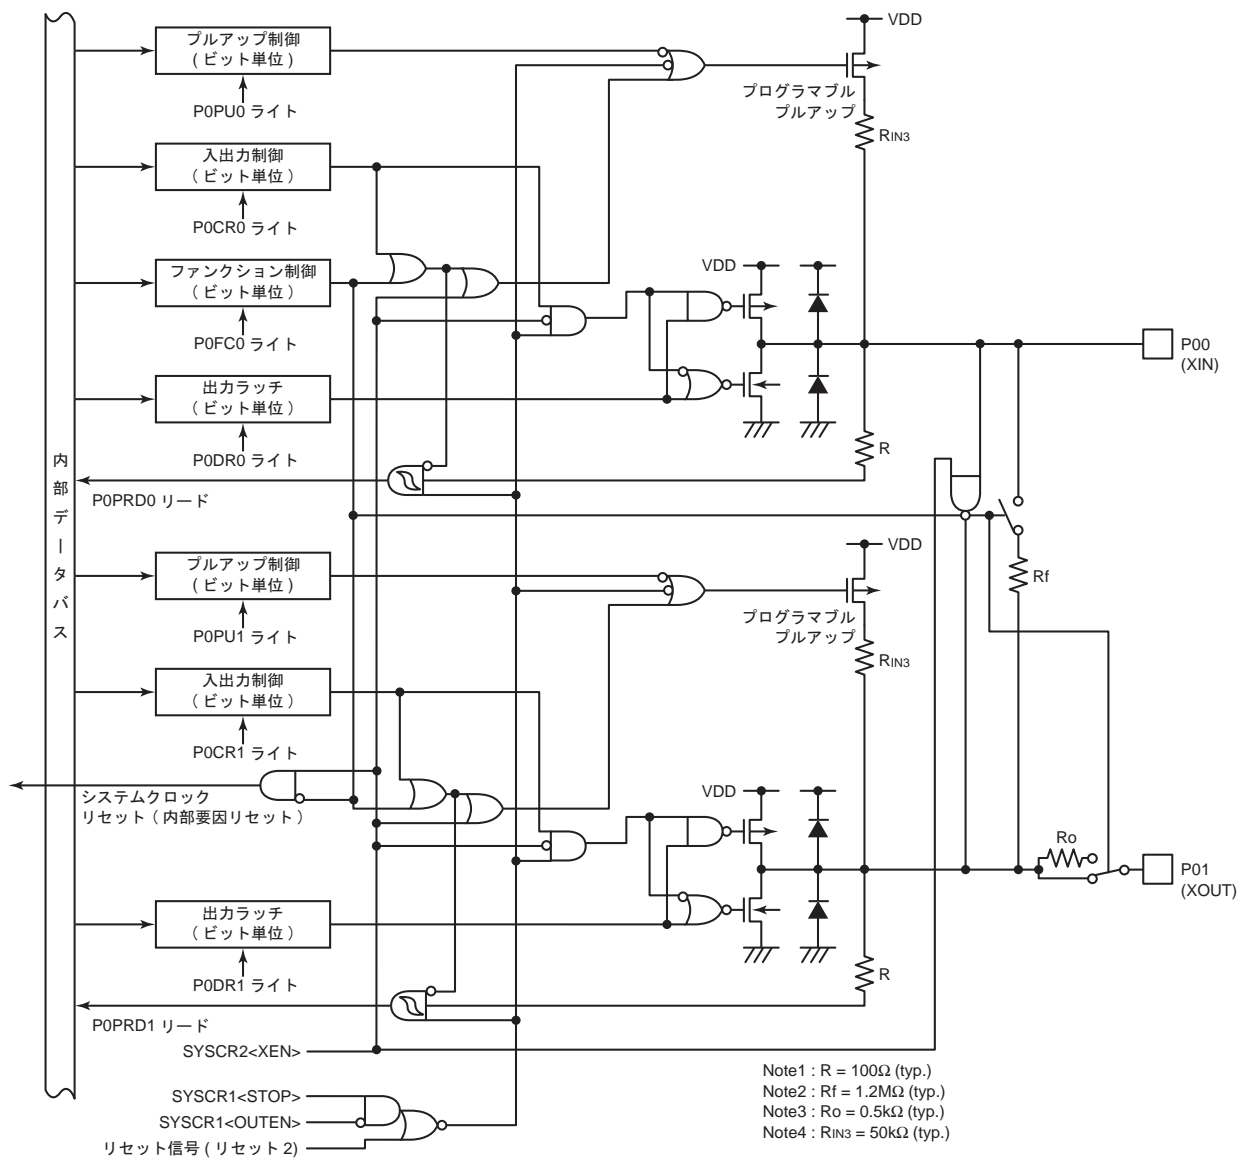 VDD
プルアップ制御
( ビット単位 )
P0PU0 ライト
プログラマブル
プルアップ
RIN3
入出力制御
( ビット単位 )
P0CR0 ライト
ファンクション制御
( ビット単位 )
P0FC0 ライト
VDD
P00
(XIN)
出力ラッチ
( ビット単位 )
P0DR0 ライト
R
P0PRD0 リード
内部データバス
VDD
プルアップ制御
( ビット単位 )
P0PU1 ライト
Rf
プログラマブル
プルアップ
RIN3
入出力制御
( ビット単位 )
P0CR1 ライト
システムクロック
リセット ( 内部要因リセット )
VDD
Ro
P01
(XOUT)
出力ラッチ
( ビット単位 )
P0DR1 ライト
R
P0PRD1 リード
SYSCR2<XEN>
SYSCR1<STOP>
SYSCR1<OUTEN>
リセット信号 ( リセット 2)
Note1 : R = 100Ω (typ.)
Note2 : Rf = 1.2MΩ (typ.)
Note3 : Ro = 0.5kΩ (typ.)
Note4 : RIN3 = 50kΩ (typ.)